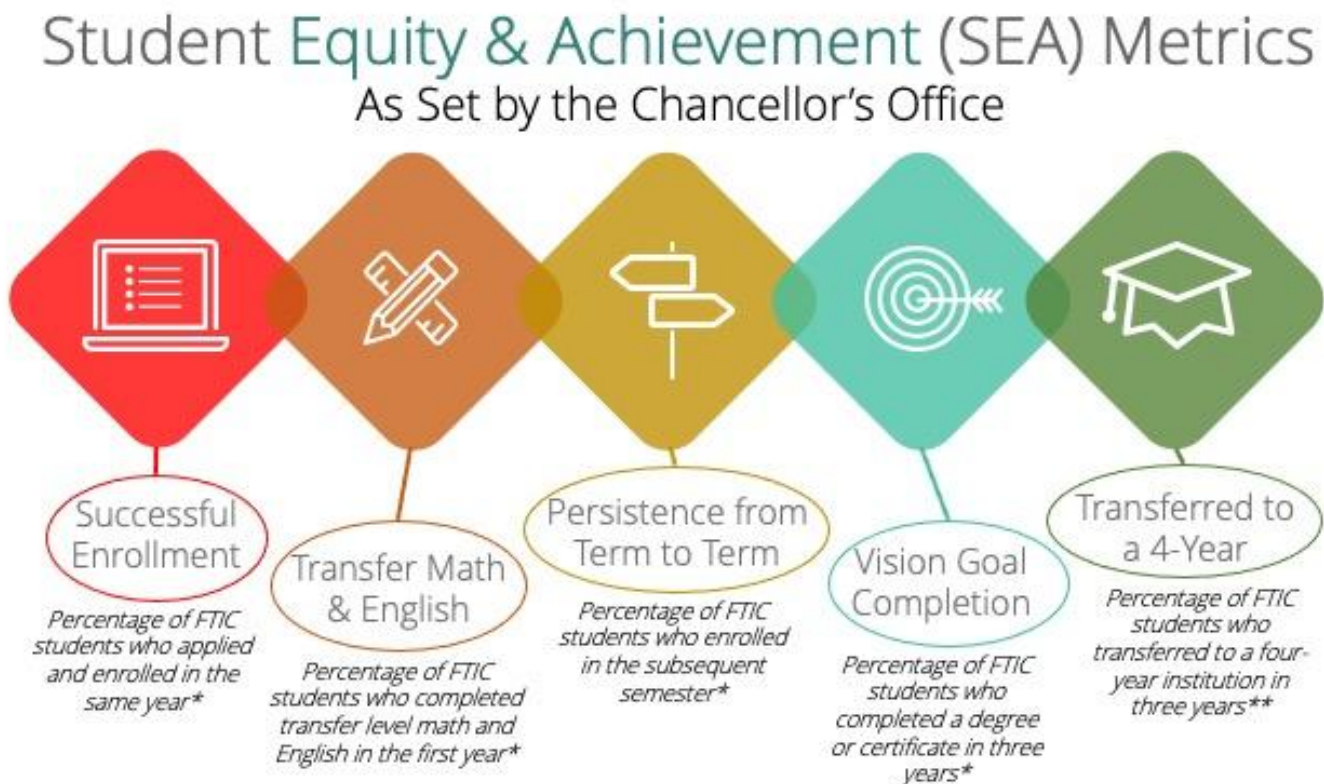 Student Equity & Achievement (SEA) Metrics
As Set by the Chancellor's Office
Successful
Enrollment
Percentage of FTIC
students who applied
and enrolled in the
same year*
Transfer Math
& English
Percentage of FTIC
students who completed
transfer level math and
English in the first year*
Persistence from
Term to Term
Percentage of FTIC
students who enrolled
in the subsequent
semester*
Vision Goal
Completion
Percentage of FTIC
students who
completed a degree
or certificate in three
years*
Transferred to
a 4-Year
Percentage of FTIC
students who
transferred to a four-
year institution in
three years**